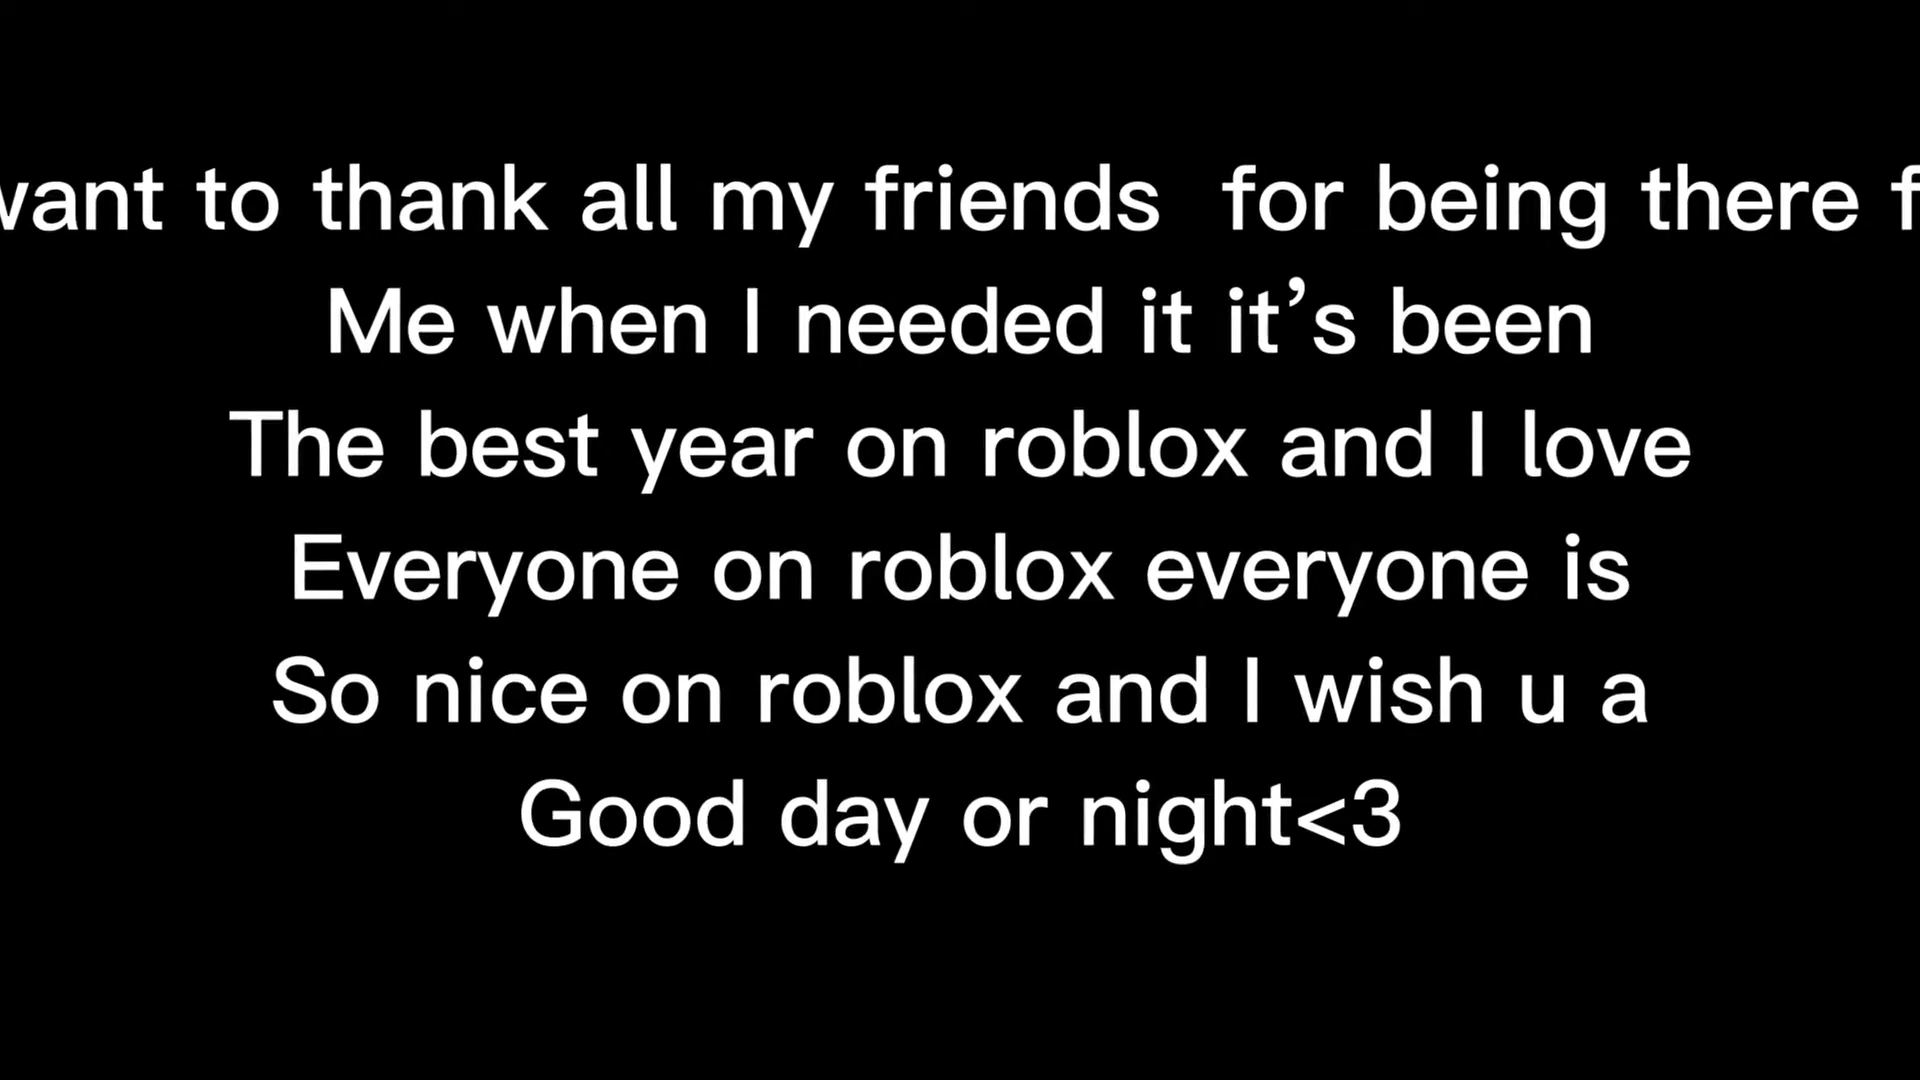 want to thank all my friends  for being there f
Me when I needed it it’s been
The best year on roblox and I love
Everyone on roblox everyone is
So nice on roblox and I wish u a
Good day or night<3